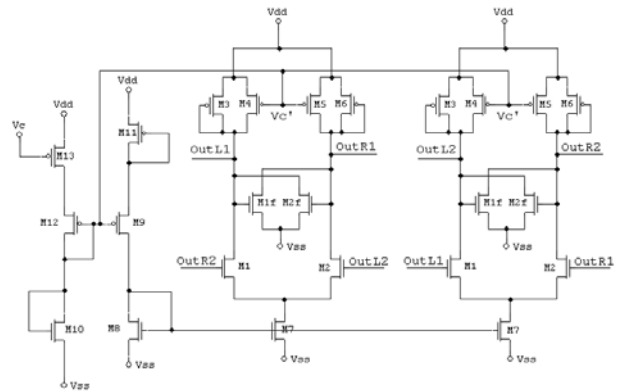 Vdd Vdd
Vdd
Vdd
M3 M4 M5 M6 M3 M4 M5 M6
Vc
Vc' Vc'
M11
OutL1 OutR1 OutL2 OutR2
M13
M1f M2f M1f M2f
M12 M9
Vss Vss
OutR2 M1 M2 OutL2 OutL1 M1 M2 OutR1
M10 M8 M7 M7
Vss Vss Vss
Vss